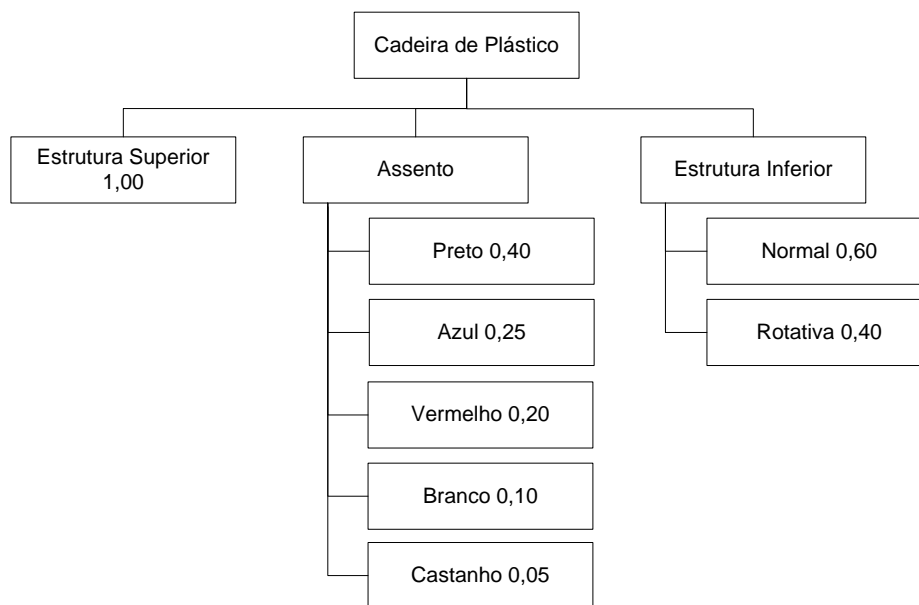 Cadeira de Plástico
Estrutura Superior
1,00
Assento
Estrutura Inferior
Preto 0,40
Normal 0,60
Azul 0,25
Rotativa 0,40
Vermelho 0,20
Branco 0,10
Castanho 0,05